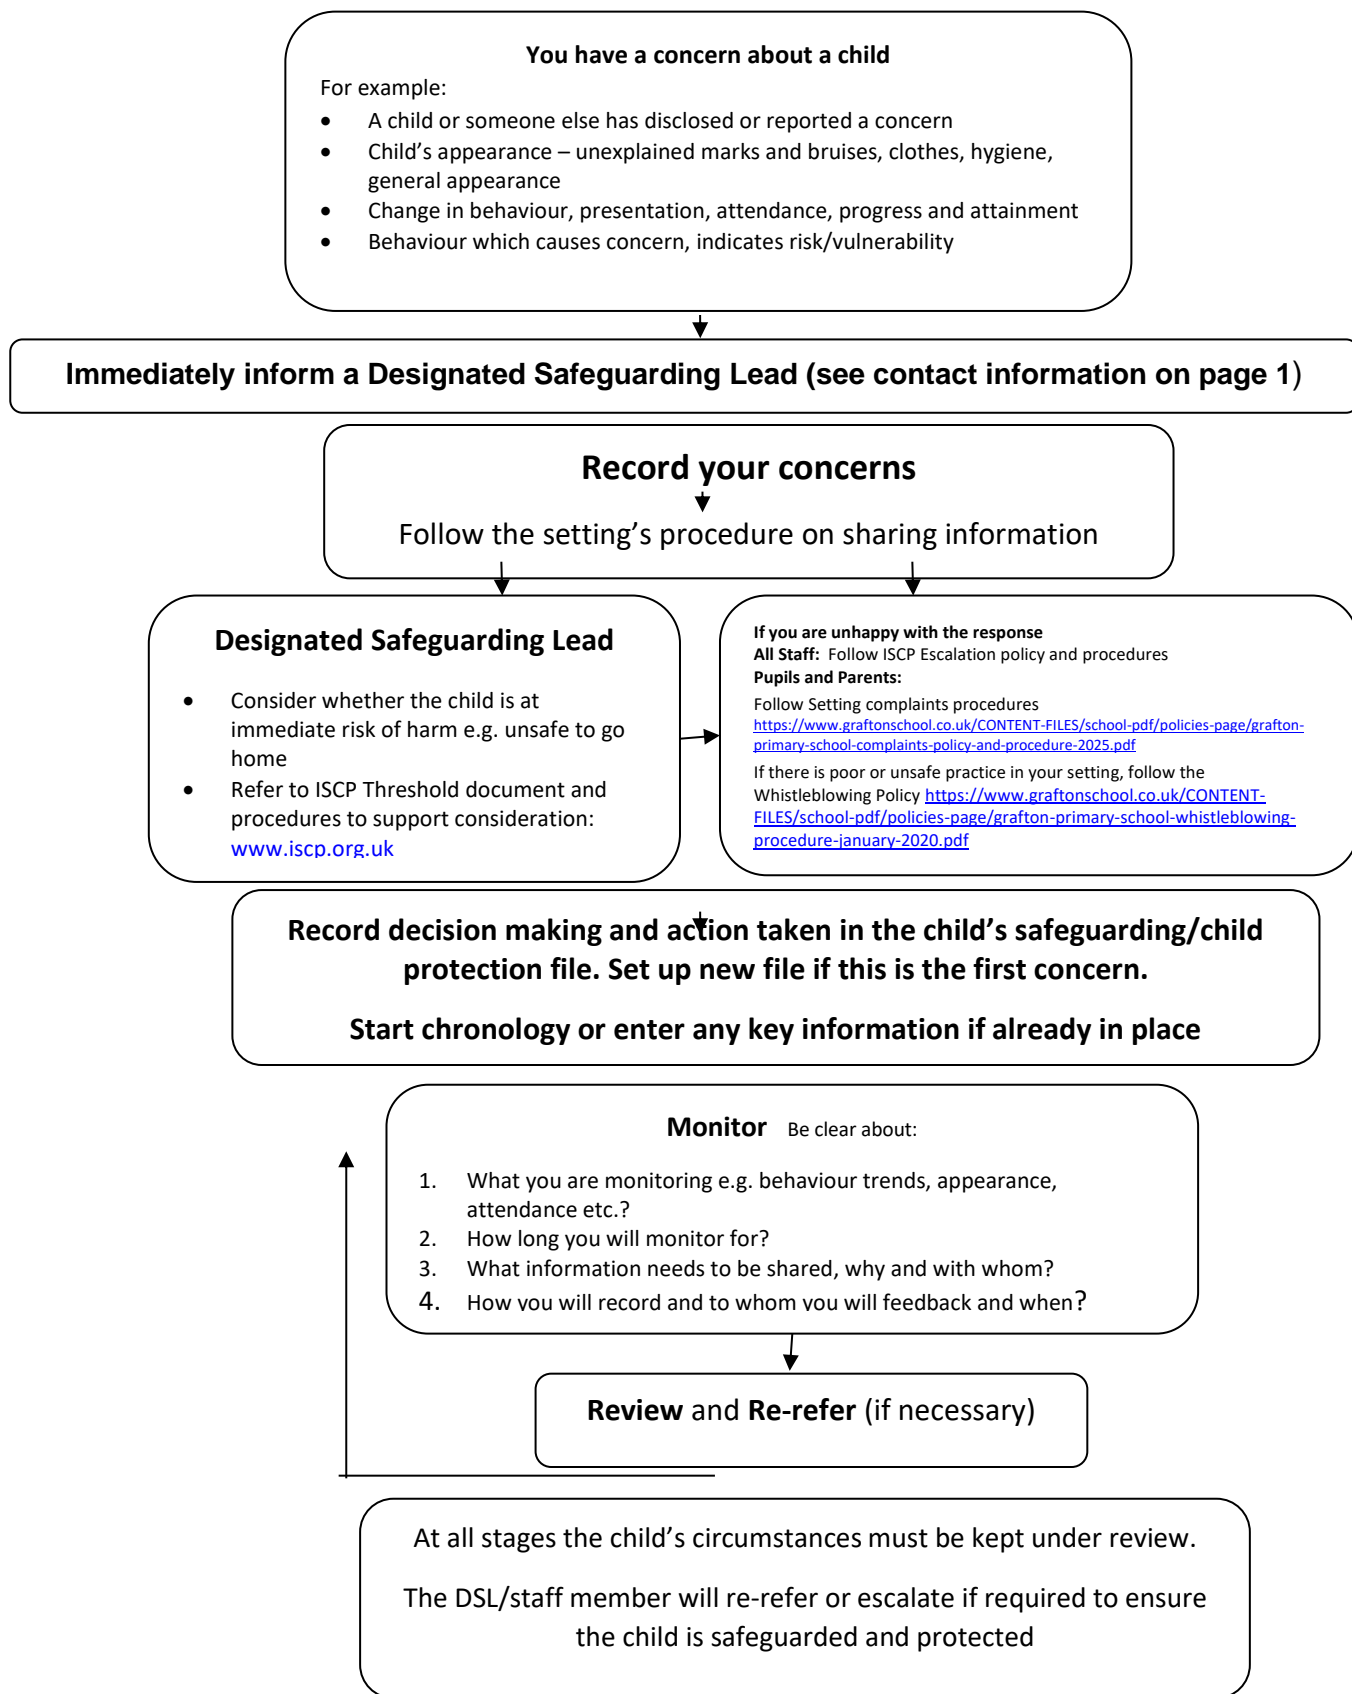 You have a concern about a child
For example:
• A child or someone else has disclosed or reported a concern
• Child’s appearance – unexplained marks and bruises, clothes, hygiene,
general appearance
• Change in behaviour, presentation, attendance, progress and attainment
• Behaviour which causes concern, indicates risk/vulnerability
Immediately inform a Designated Safeguarding Lead (see contact information on page 1)
Record your concerns
Follow the setting’s procedure on sharing information
Designated Safeguarding Lead
• Consider whether the child is at
immediate risk of harm e.g. unsafe to go
home
• Refer to ISCP Threshold document and
procedures to support consideration:
www.iscp.org.uk
If you are unhappy with the response
All Staff: Follow ISCP Escalation policy and procedures
Pupils and Parents:
Follow Setting complaints procedures
https://www.graftonschool.co.uk/CONTENT-FILES/school-pdf/policies-page/grafton-
primary-school-complaints-policy-and-procedure-2025.pdf
If there is poor or unsafe practice in your setting, follow the
Whistleblowing Policy https://www.graftonschool.co.uk/CONTENT-
FILES/school-pdf/policies-page/grafton-primary-school-whistleblowing-
procedure-january-2020.pdf
Record decision making and action taken in the child’s safeguarding/child
protection file. Set up new file if this is the first concern.
Start chronology or enter any key information if already in place
Monitor Be clear about:
1. What you are monitoring e.g. behaviour trends, appearance,
attendance etc.?
2. How long you will monitor for?
3. What information needs to be shared, why and with whom?
4. How you will record and to whom you will feedback and when?
Review and Re-refer (if necessary)
At all stages the child’s circumstances must be kept under review.
The DSL/staff member will re-refer or escalate if required to ensure
the child is safeguarded and protected